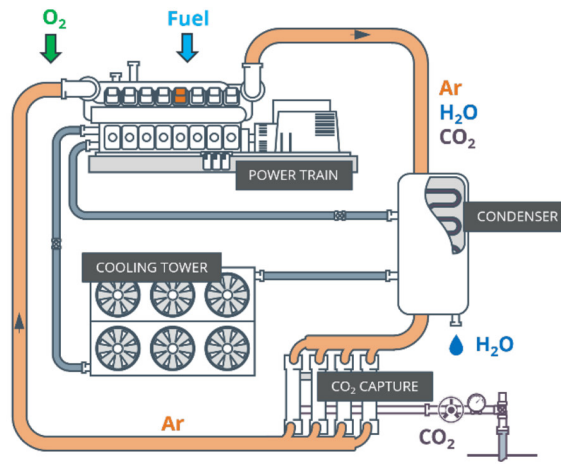 O₂
Fuel
Ar
H₂O
CO₂
POWER TRAIN
CONDENSER
COOLING TOWER
H₂O
CO₂ CAPTURE
Ar
CO₂